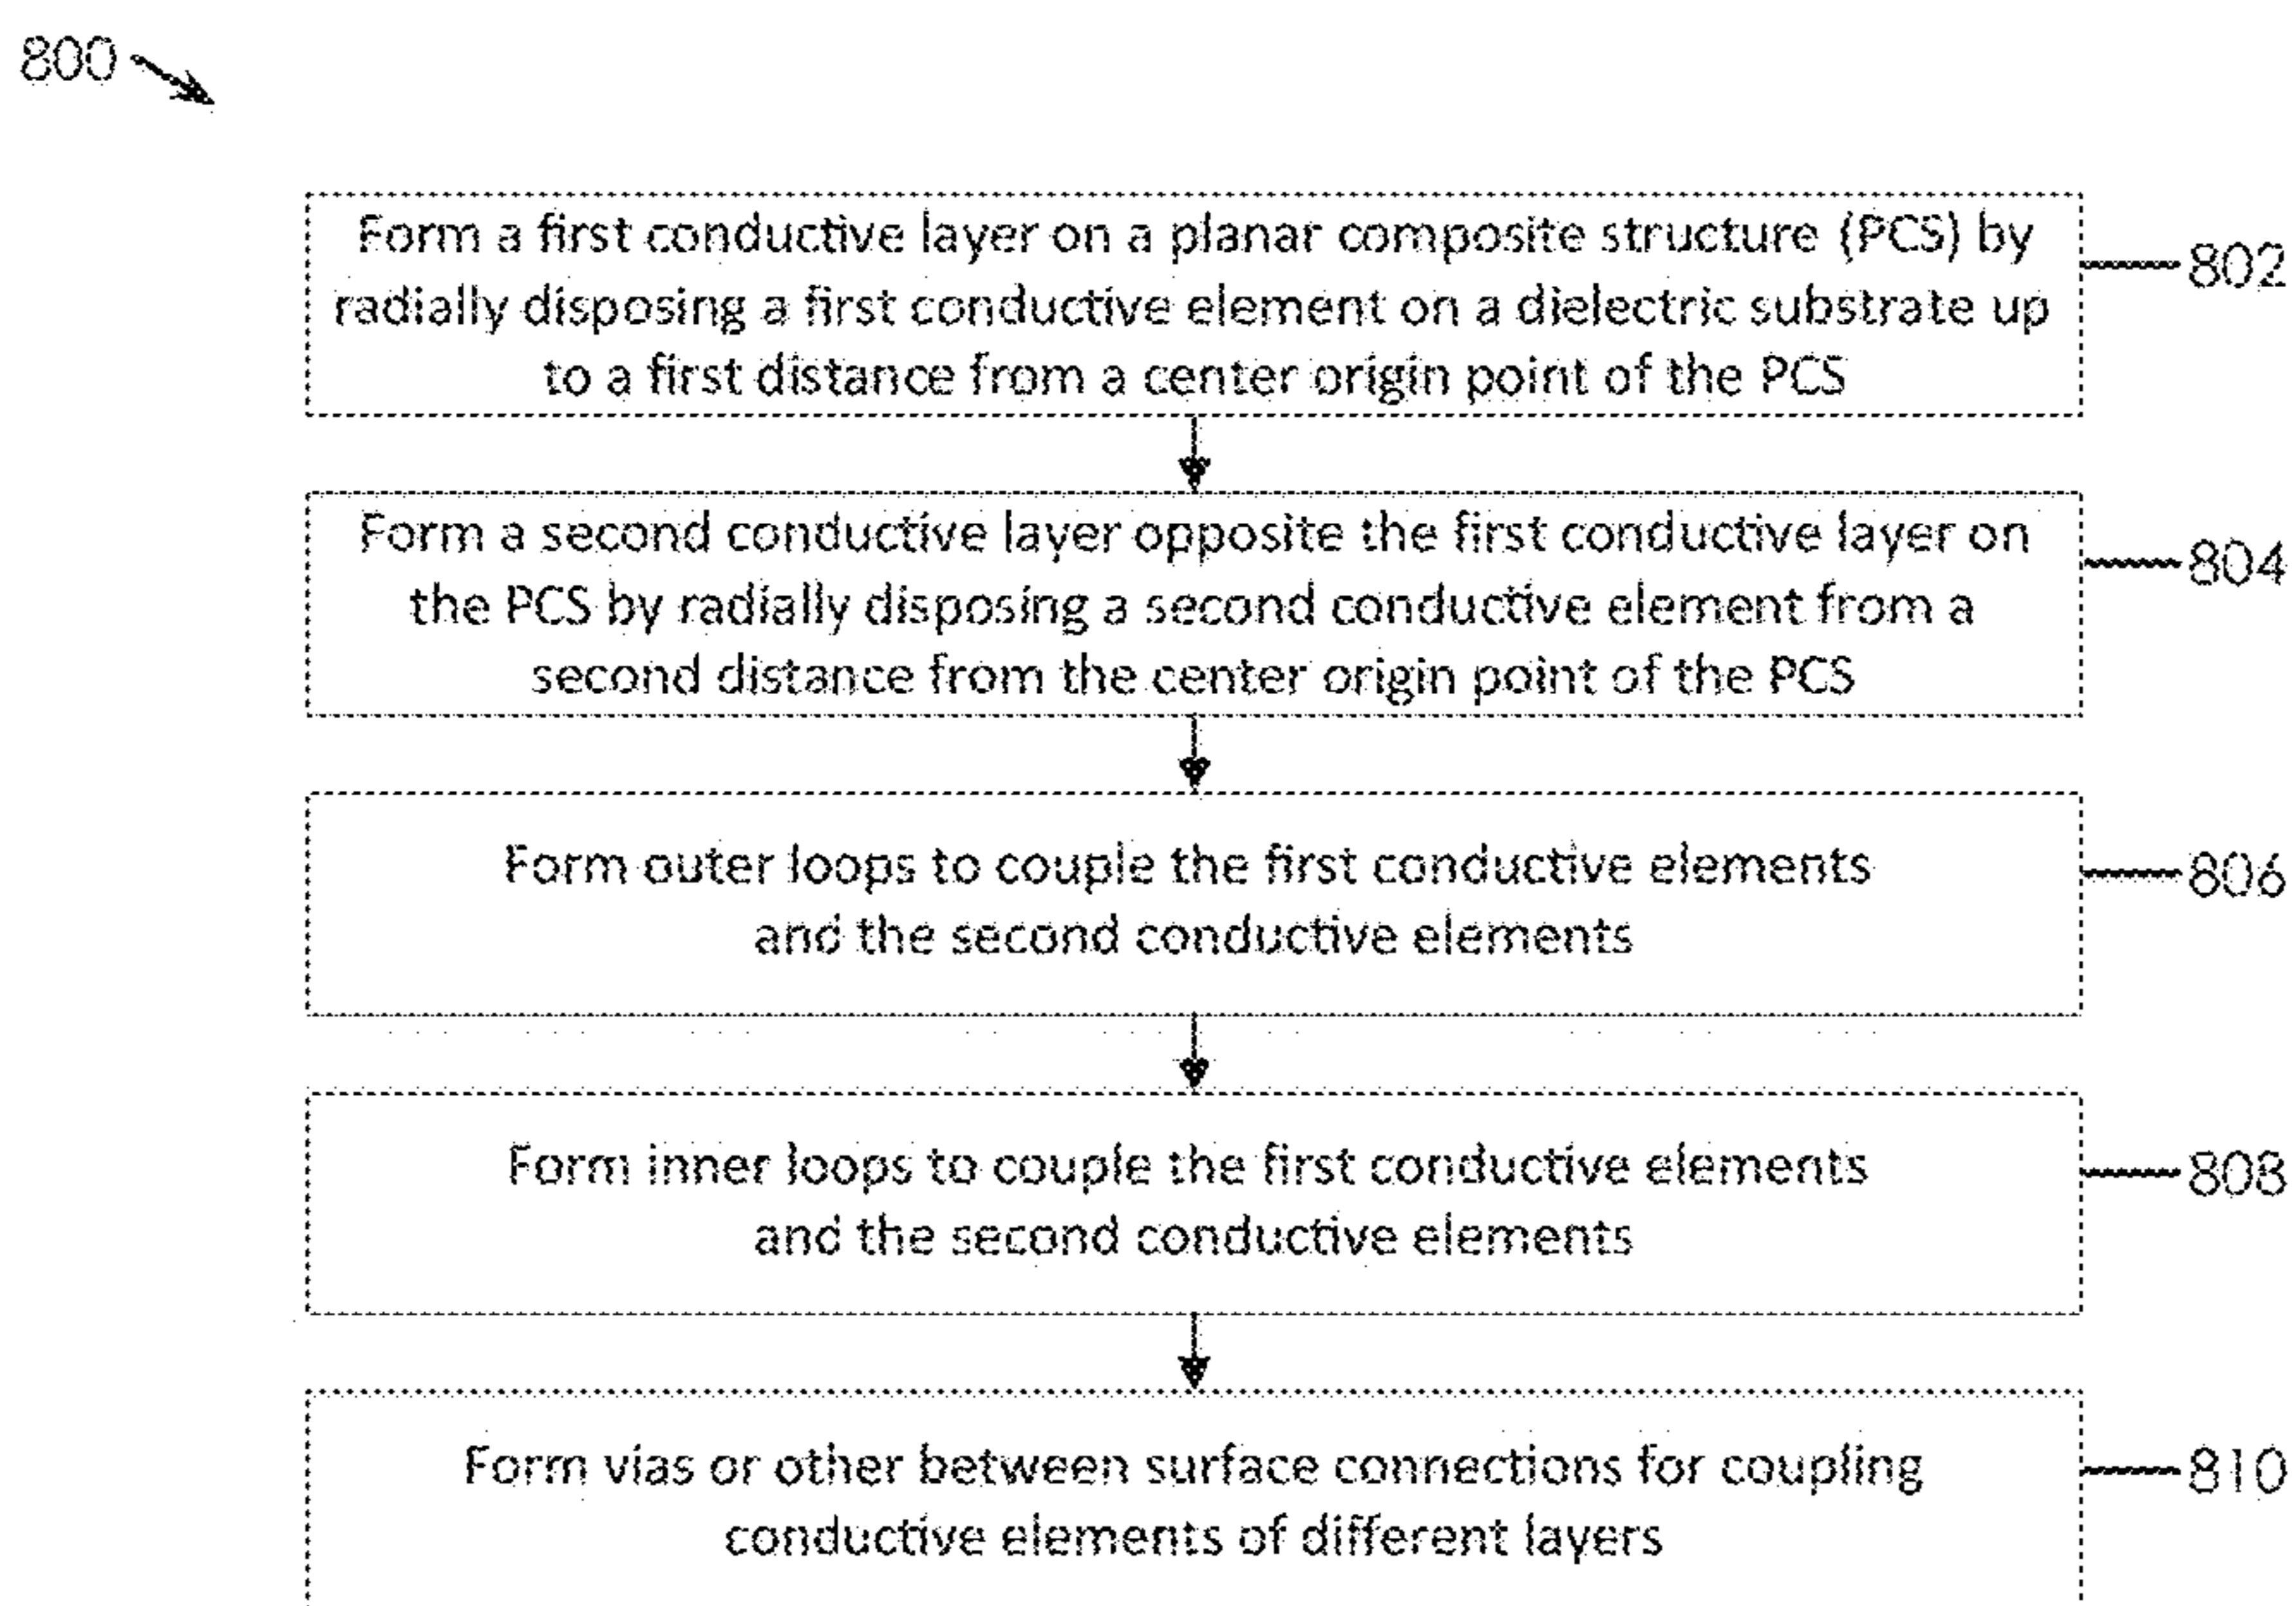 800
Form a first conductive layer on a planar composite structure (PCS) by
radially disposing a first conductive element on a dielectric substrate up
to a first distance from a center origin point of the PCS
802
Form a second conductive layer opposite the first conductive layer on
the PCS by radially disposing a second conductive element from a
second distance from the center origin point of the PCS
804
Form outer loops to couple the first conductive elements
and the second conductive elements
806
Form inner loops to couple the first conductive elements
and the second conductive elements
808
Form vias or other between surface connections for coupling
conductive elements of different layers
810